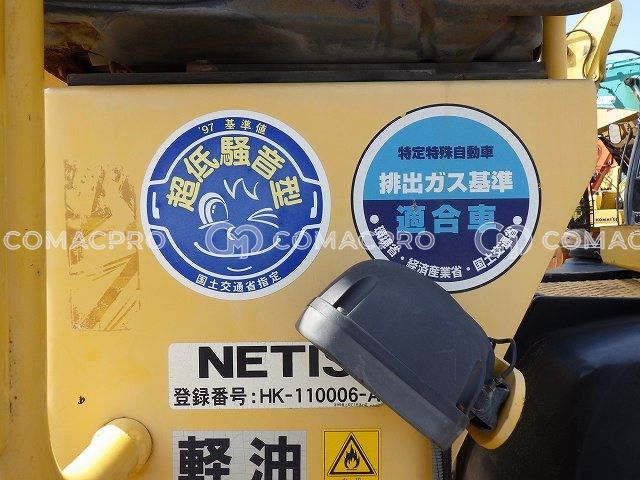 '97 基準値
超低騒音型
国土交通省指定
特定特殊自動車
排出ガス基準
適合車
環境省・経済産業省・国土交通省
COMACPRO
COMACPRO
COMACPRO
KOMATSU
NETIS
登録番号:HK-110006-A
軽油